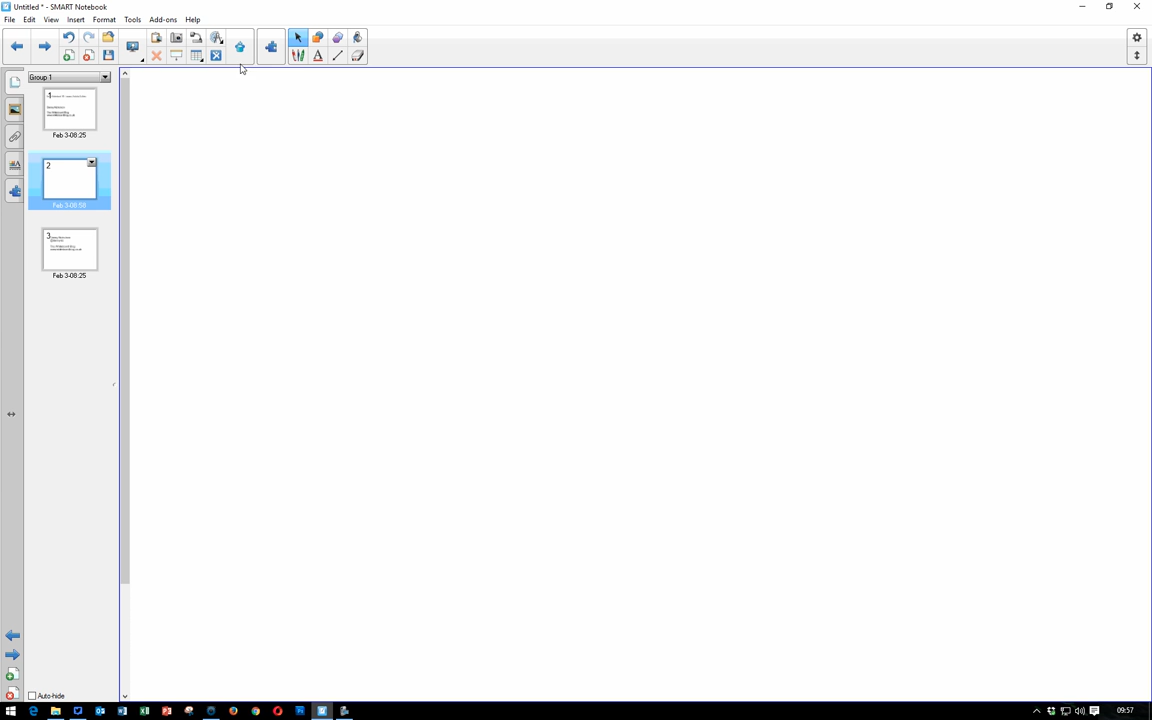 Untitled * - SMART Notebook
File Edit View Insert Format Tools Add-ons Help
Group 1
1
Feb 3-08:25
2
Feb 3-08:58
3
Feb 3-08:25
Auto-hide
09:57